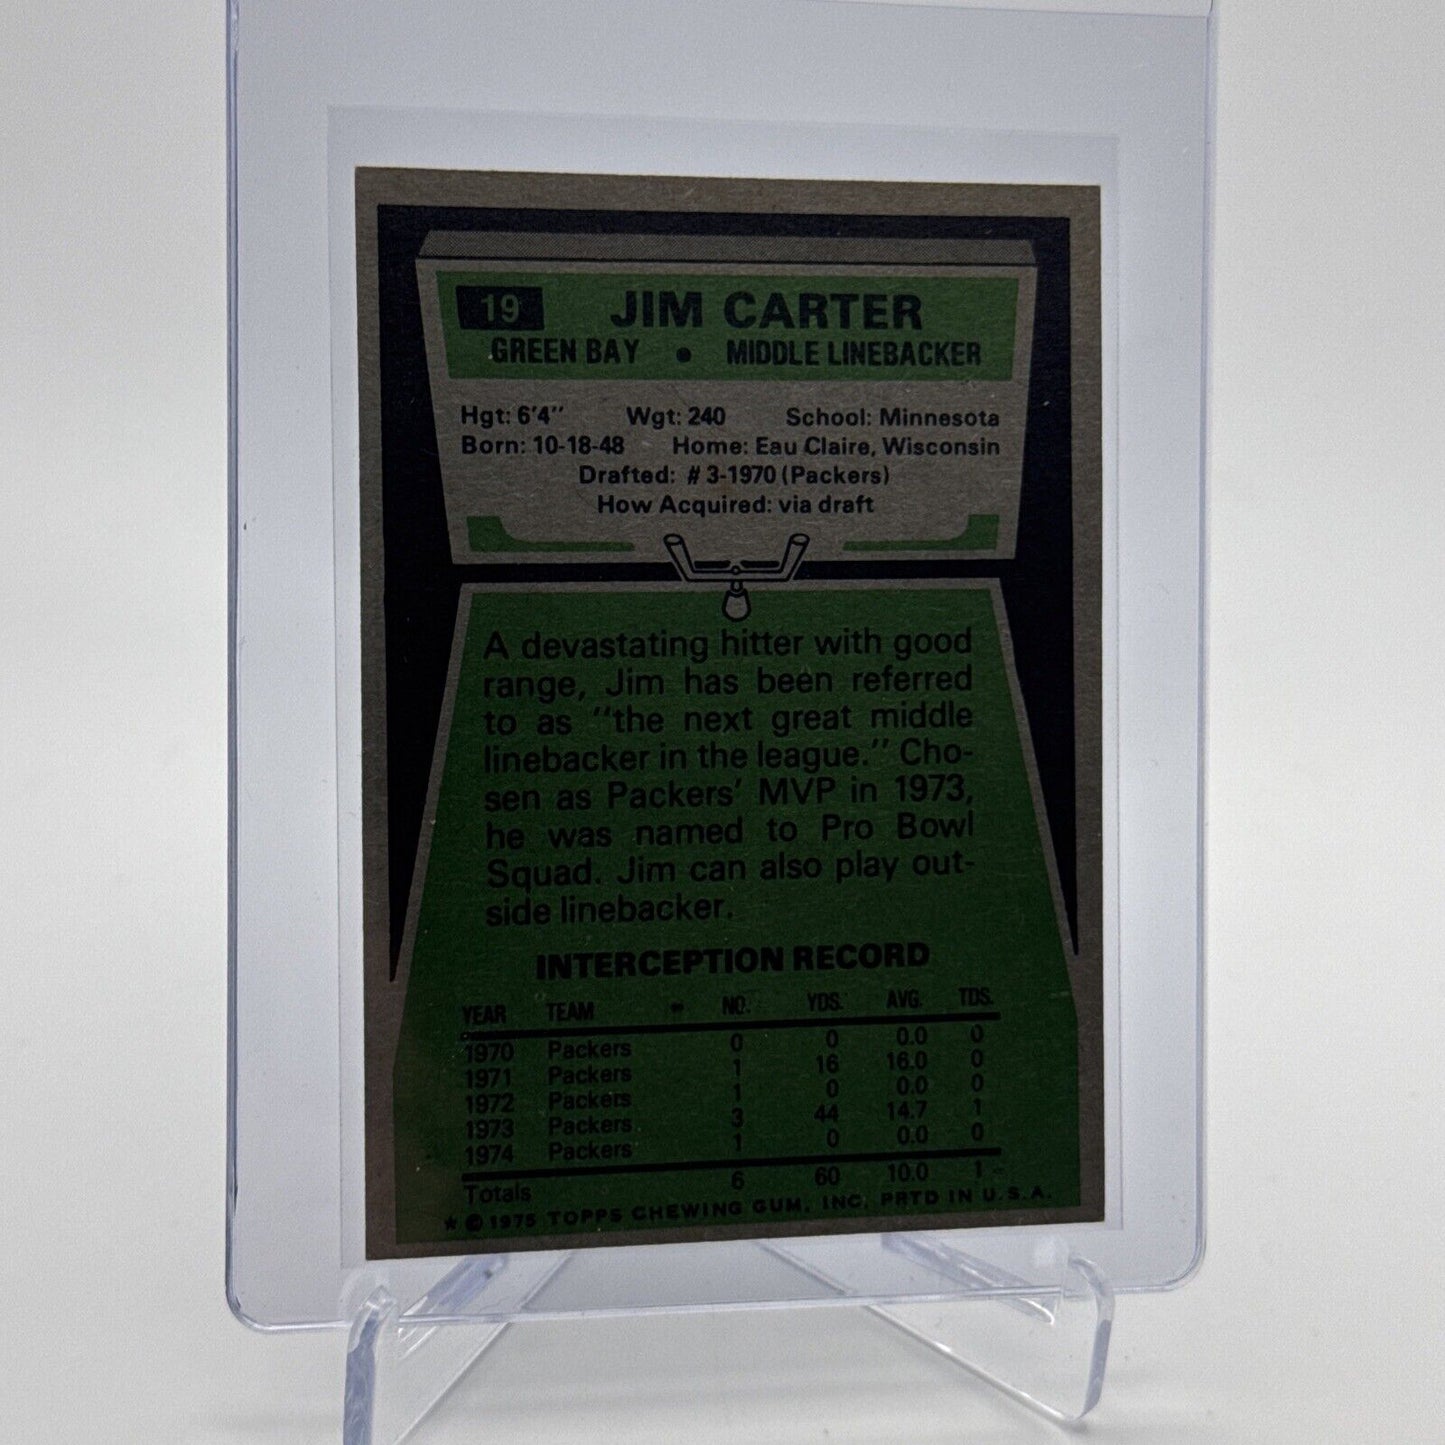 19 JIM CARTER
GREEN BAY • MIDDLE LINEBACKER
Hgt: 6'4" Wgt: 240 School: Minnesota
Born: 10-18-48 Home: Eau Claire, Wisconsin
Drafted: # 3-1970 (Packers)
How Acquired: via draft
A devastating hitter with good
range, Jim has been referred
to as "the next great middle
linebacker in the league." Cho-
sen as Packers' MVP in 1973,
he was named to Pro Bowl
Squad. Jim can also play out-
side linebacker.
INTERCEPTION RECORD
YEAR TEAM NO. YDS. AVG. TDS.
1970 Packers 0 0 0.0 0
1971 Packers 1 16 16.0 0
1972 Packers 1 0 0.0 0
1973 Packers 3 44 14.7 1
1974 Packers 1 0 0.0 0
Totals 6 60 10.0 1
★ © 1975 TOPPS CHEWING GUM, INC. PRTD IN U.S.A.